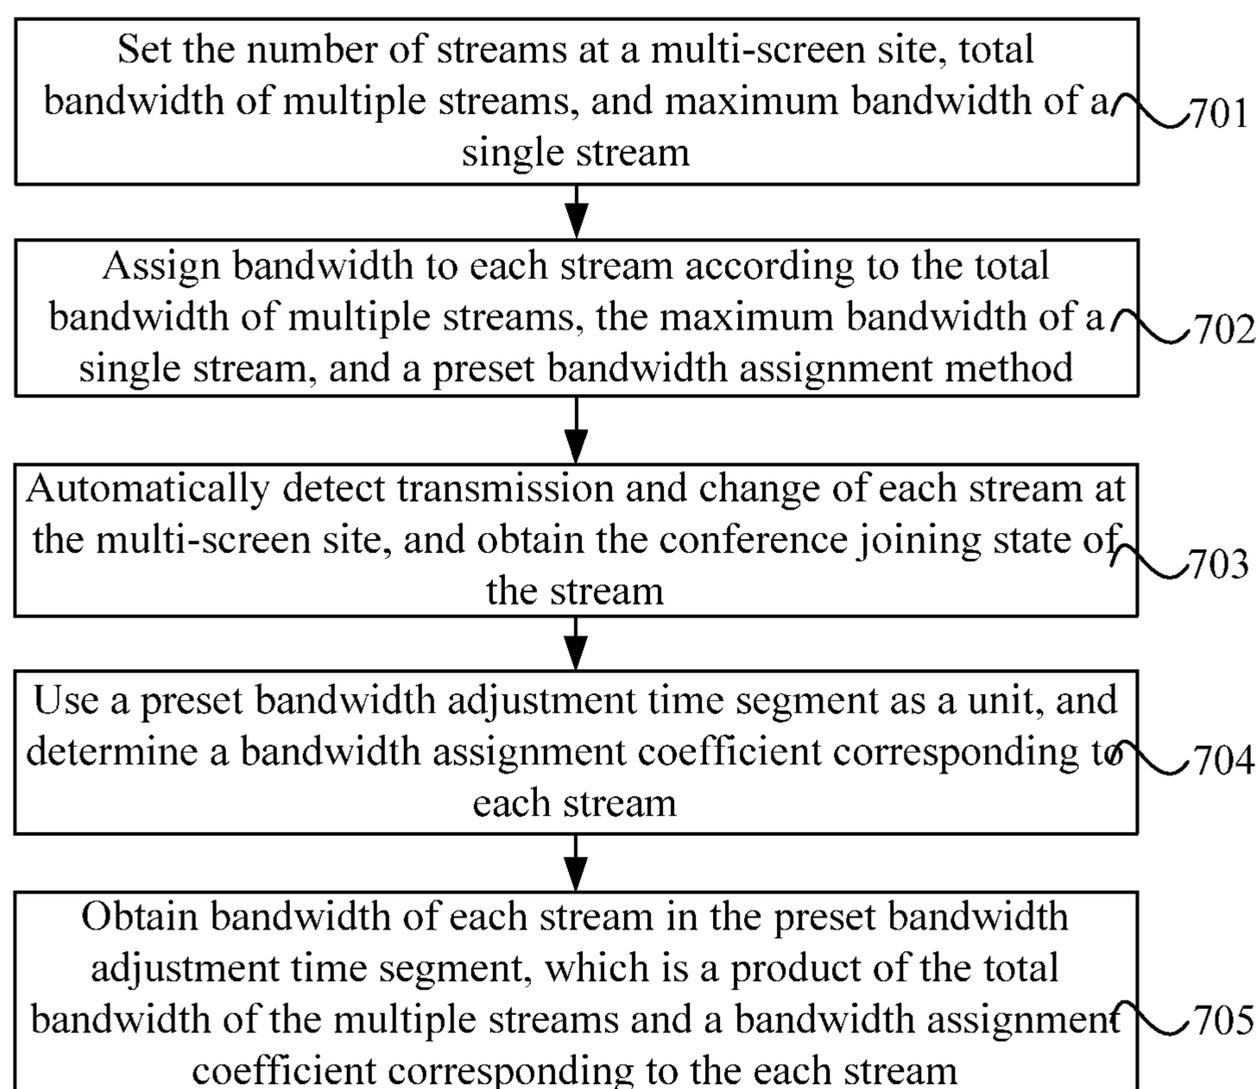 Set the number of streams at a multi-screen site, total
bandwidth of multiple streams, and maximum bandwidth of a
single stream
701
Assign bandwidth to each stream according to the total
bandwidth of multiple streams, the maximum bandwidth of a
single stream, and a preset bandwidth assignment method
702
Automatically detect transmission and change of each stream at
the multi-screen site, and obtain the conference joining state of
the stream
703
Use a preset bandwidth adjustment time segment as a unit, and
determine a bandwidth assignment coefficient corresponding to
each stream
704
Obtain bandwidth of each stream in the preset bandwidth
adjustment time segment, which is a product of the total
bandwidth of the multiple streams and a bandwidth assignment
coefficient corresponding to the each stream
705